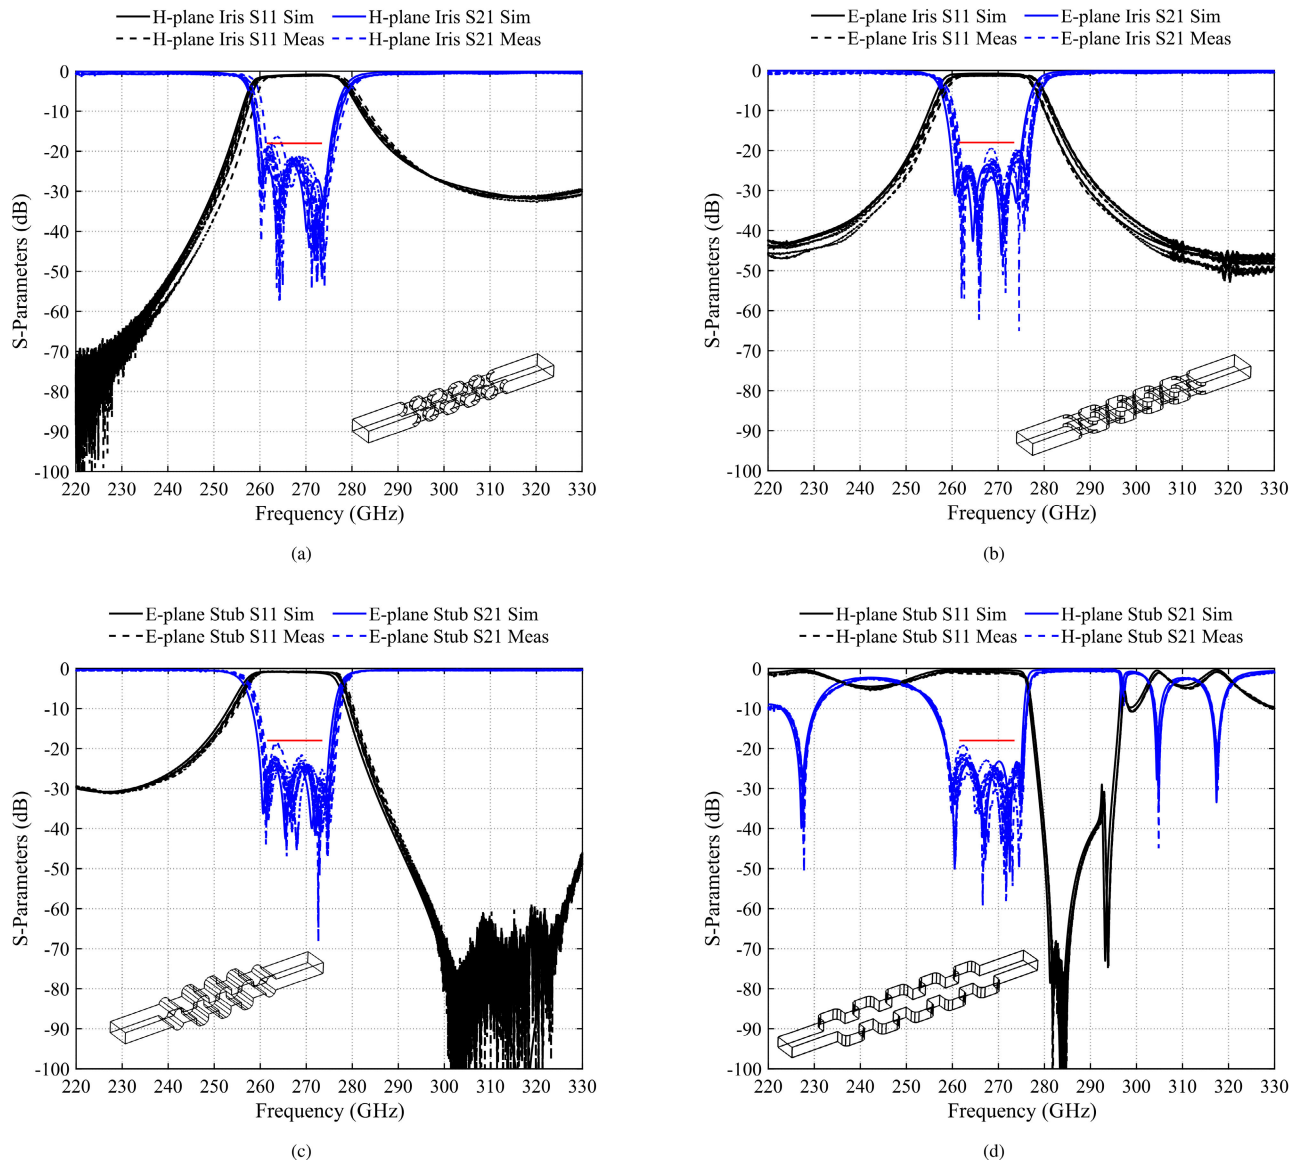 H-plane Iris S11 Sim H-plane Iris S21 Sim
H-plane Iris S11 Meas H-plane Iris S21 Meas
0
-10
-20
-30
-40
-50
-60
-70
-80
-90
-100
S-Parameters (dB)
220 230 240 250 260 270 280 290 300 310 320 330
Frequency (GHz)
(a)
E-plane Iris S11 Sim E-plane Iris S21 Sim
E-plane Iris S11 Meas E-plane Iris S21 Meas
0
-10
-20
-30
-40
-50
-60
-70
-80
-90
-100
S-Parameters (dB)
220 230 240 250 260 270 280 290 300 310 320 330
Frequency (GHz)
(b)
E-plane Stub S11 Sim E-plane Stub S21 Sim
E-plane Stub S11 Meas E-plane Stub S21 Meas
0
-10
-20
-30
-40
-50
-60
-70
-80
-90
-100
S-Parameters (dB)
220 230 240 250 260 270 280 290 300 310 320 330
Frequency (GHz)
(c)
H-plane Stub S11 Sim H-plane Stub S21 Sim
H-plane Stub S11 Meas H-plane Stub S21 Meas
0
-10
-20
-30
-40
-50
-60
-70
-80
-90
-100
S-Parameters (dB)
220 230 240 250 260 270 280 290 300 310 320 330
Frequency (GHz)
(d)